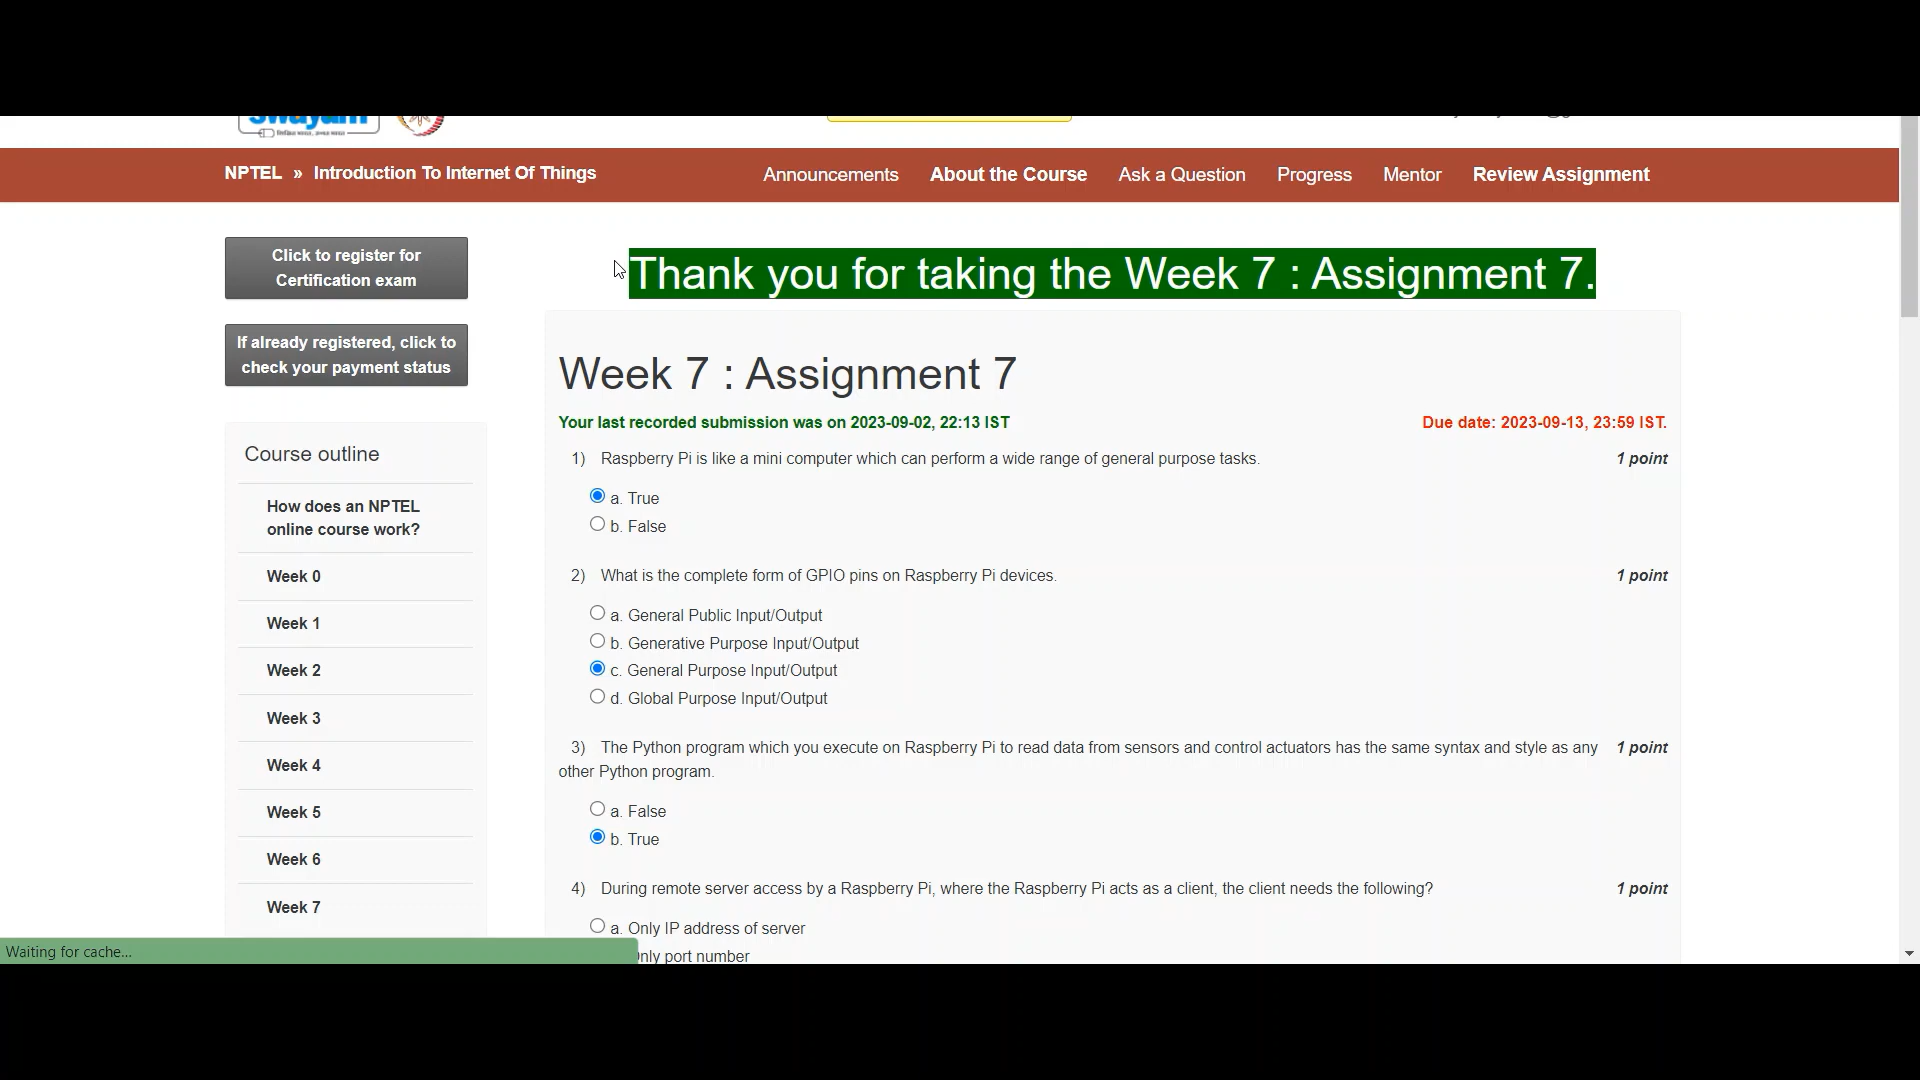 swayam
NPTEL » Introduction To Internet Of Things
Announcements About the Course Ask a Question Progress Mentor Review Assignment
Click to register for
Certification exam
If already registered, click to
check your payment status
Course outline
How does an NPTEL
online course work?
Week 0
Week 1
Week 2
Week 3
Week 4
Week 5
Week 6
Week 7
Thank you for taking the Week 7 : Assignment 7.
Week 7 : Assignment 7
Your last recorded submission was on 2023-09-02, 22:13 IST Due date: 2023-09-13, 23:59 IST.
1) Raspberry Pi is like a mini computer which can perform a wide range of general purpose tasks. 1 point
a. True
b. False
2) What is the complete form of GPIO pins on Raspberry Pi devices. 1 point
a. General Public Input/Output
b. Generative Purpose Input/Output
c. General Purpose Input/Output
d. Global Purpose Input/Output
3) The Python program which you execute on Raspberry Pi to read data from sensors and control actuators has the same syntax and style as any 1 point
other Python program.
a. False
b. True
4) During remote server access by a Raspberry Pi, where the Raspberry Pi acts as a client, the client needs the following? 1 point
a. Only IP address of server
Only port number
Waiting for cache...